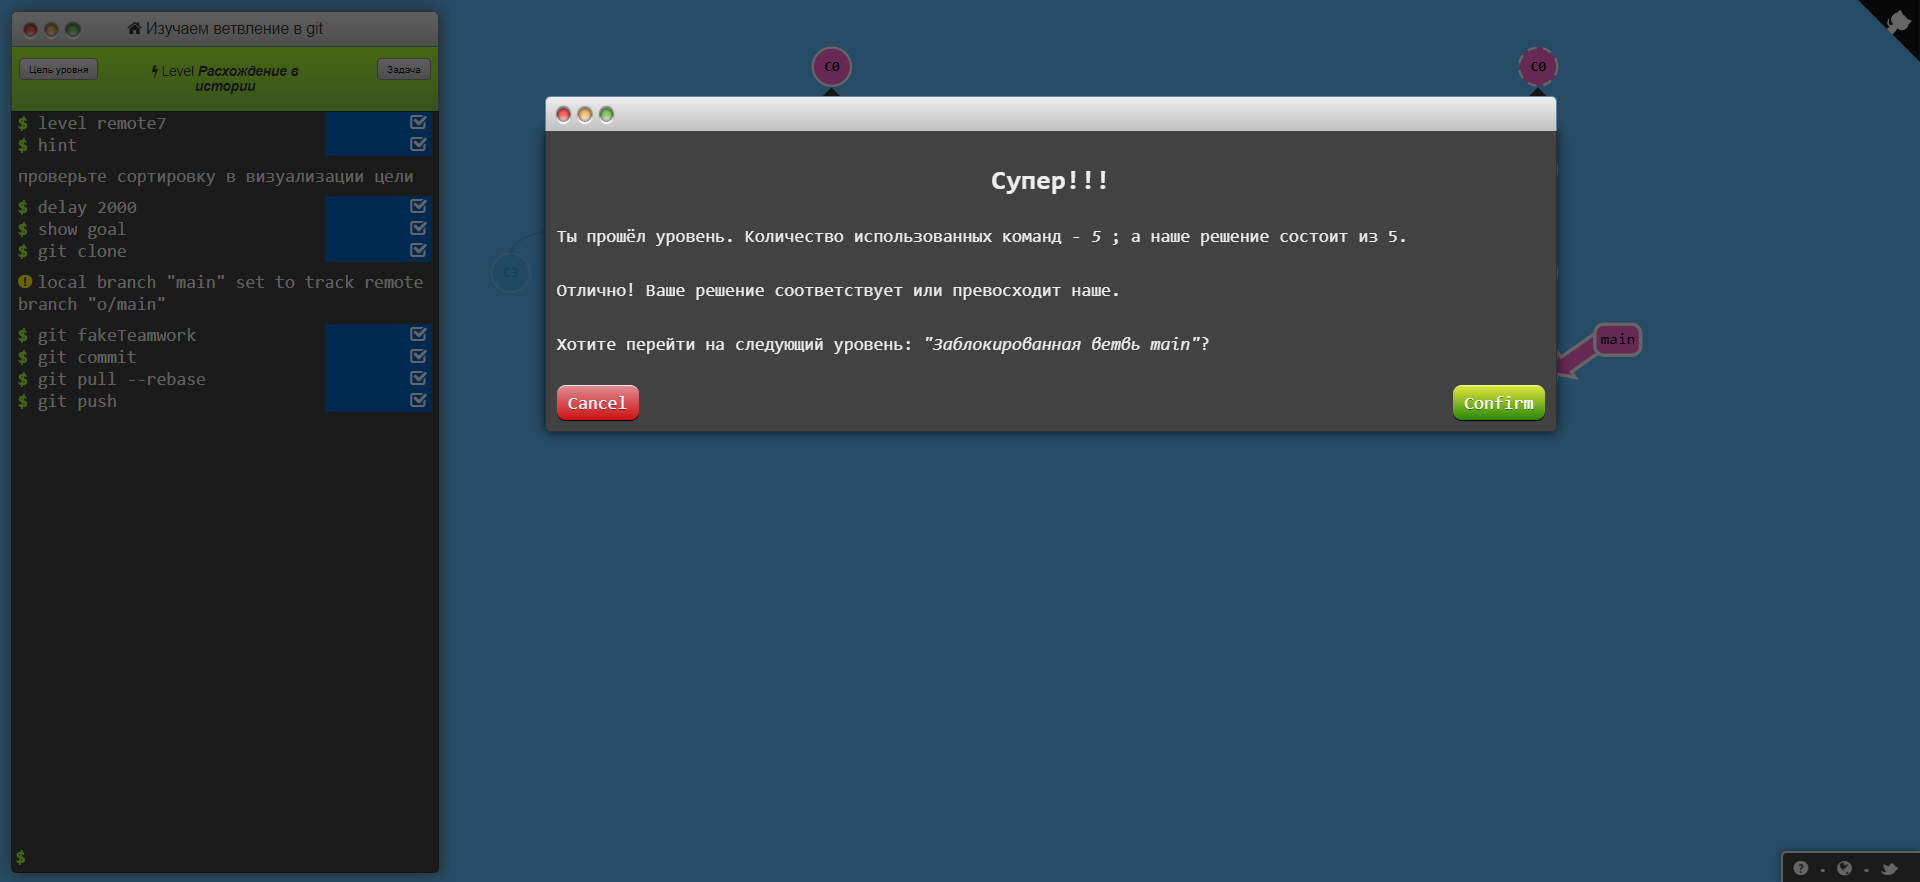 Изучаем ветвление в git
Цель уровня
Level Расхождение в
истории
Задача
$ level remote7
$ hint
проверьте сортировку в визуализации цели
$ delay 2000
$ show goal
$ git clone
local branch "main" set to track remote
branch "o/main"
$ git fakeTeamwork
$ git commit
$ git pull --rebase
$ git push
$
C0
C0
C3
main
Супер!!!
Ты прошёл уровень. Количество использованных команд - 5 ; а наше решение состоит из 5.
Отлично! Ваше решение соответствует или превосходит наше.
Хотите перейти на следующий уровень: "Заблокированная ветвь main"?
Cancel
Confirm